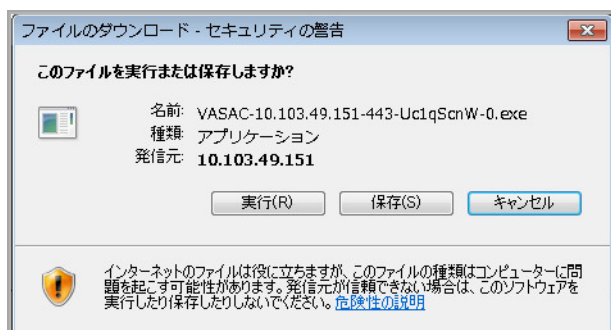 ファイルのダウンロード - セキュリティの警告
このファイルを実行または保存しますか?
名前: VASAC-10.103.49.151-443-Uc1qScnW-0.exe
種類: アプリケーション
発信元: 10.103.49.151
実行(R) 保存(S) キャンセル
インターネットのファイルは役に立ちますが、このファイルの種類はコンピューターに問
題を起こす可能性があります。発信元が信頼できない場合は、このソフトウェアを
実行したり保存したりしないでください。危険性の説明